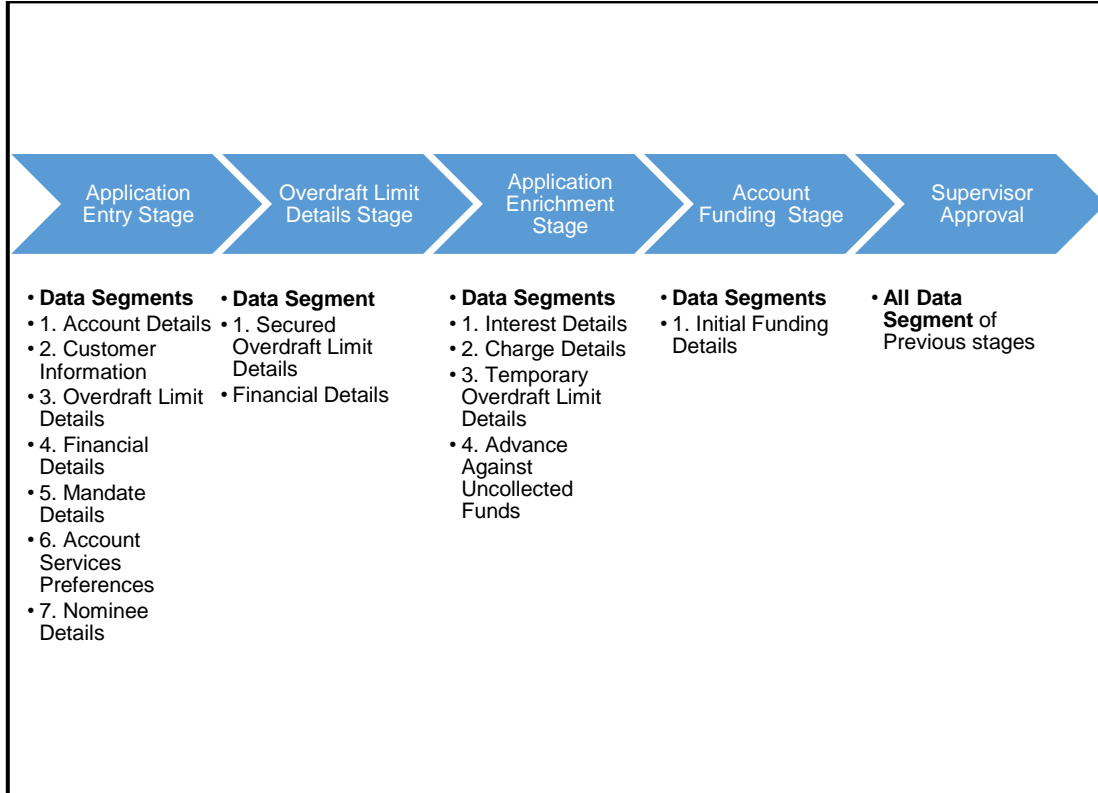 Application
Entry Stage
Overdraft Limit
Details Stage
Application
Enrichment
Stage
Account
Funding Stage
Supervisor
Approval
• Data Segments
• 1. Account Details
• 2. Customer
Information
• 3. Overdraft Limit
Details
• 4. Financial
Details
• 5. Mandate
Details
• 6. Account
Services
Preferences
• 7. Nominee
Details
• Data Segment
• 1. Secured
Overdraft Limit
Details
• Financial Details
• Data Segments
• 1. Interest Details
• 2. Charge Details
• 3. Temporary
Overdraft Limit
Details
• 4. Advance
Against
Uncollected
Funds
• Data Segments
• 1. Initial Funding
Details
• All Data
Segment of
Previous stages